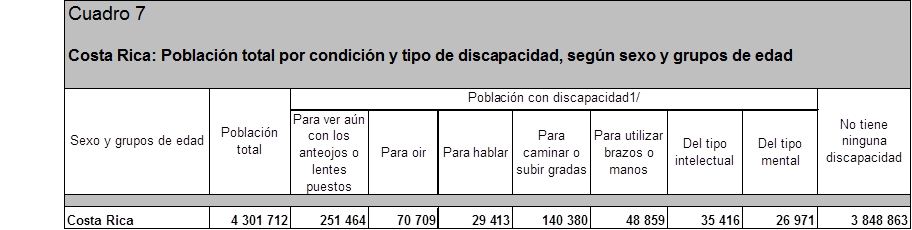 Cuadro 7
Costa Rica: Población total por condición y tipo de discapacidad, según sexo y grupos de edad
Sexo y grupos de edad
Población
total
Población con discapacidad1/
Para ver aún
con los
anteojos o
lentes
puestos
Para oir
Para hablar
Para
caminar o
subir gradas
Para utilizar
brazos o
manos
Del tipo
intelectual
Del tipo
mental
No tiene
ninguna
discapacidad
Costa Rica 4 301 712 251 464 70 709 29 413 140 380 48 859 35 416 26 971 3 848 863